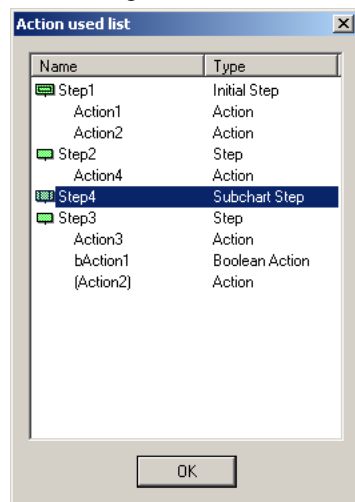 Action used list
Name Type
Step1 Initial Step
Action1 Action
Action2 Action
Step2 Step
Action4 Action
Step4 Subchart Step
Step3 Step
Action3 Action
bAction1 Boolean Action
(Action2) Action
OK